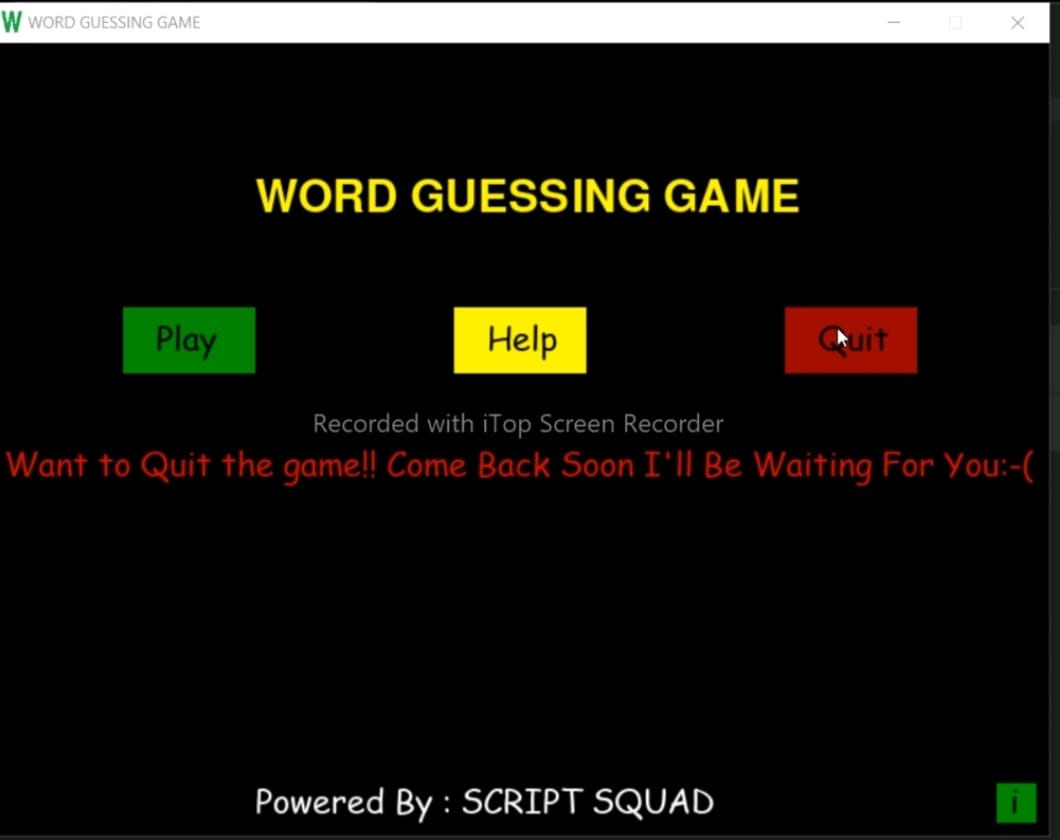 W WORD GUESSING GAME
WORD GUESSING GAME
Play Help Quit
Recorded with iTop Screen Recorder
Want to Quit the game!! Come Back Soon I'll Be Waiting For You:-(
Powered By : SCRIPT SQUAD i